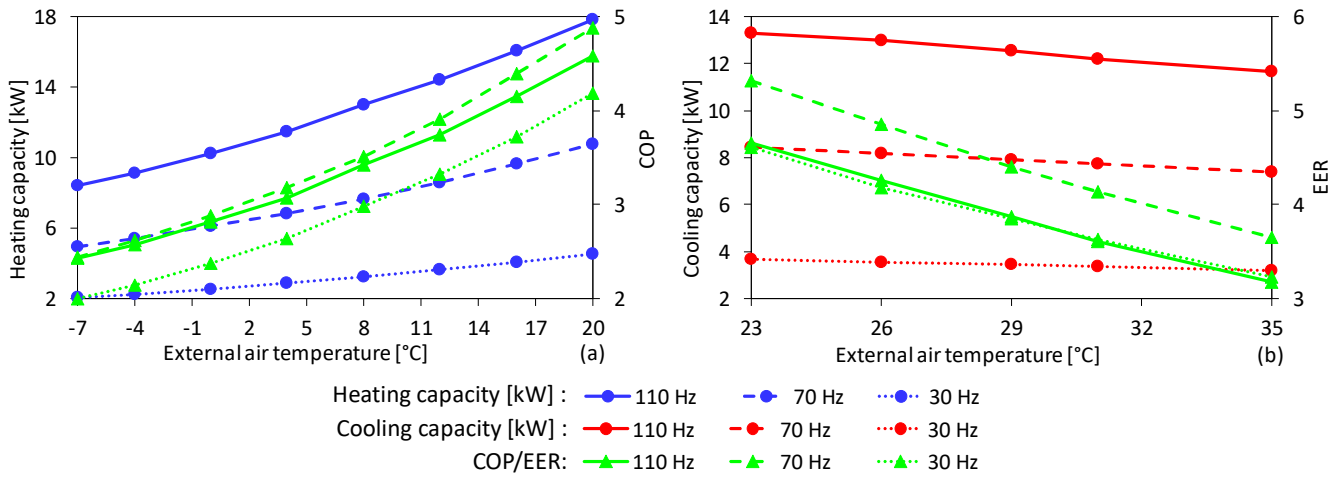 18
14
10
6
2
Heating capacity [kW]
5
4
3
2
COP
-7 -4 -1 2 5 8 11 14 17 20
External air temperature [°C] (a)
14
12
10
8
6
4
2
Cooling capacity [kW]
6
5
4
3
EER
23 26 29 32 35
External air temperature [°C] (b)
Heating capacity [kW] : 110 Hz 70 Hz 30 Hz
Cooling capacity [kW] : 110 Hz 70 Hz 30 Hz
COP/EER: 110 Hz 70 Hz 30 Hz